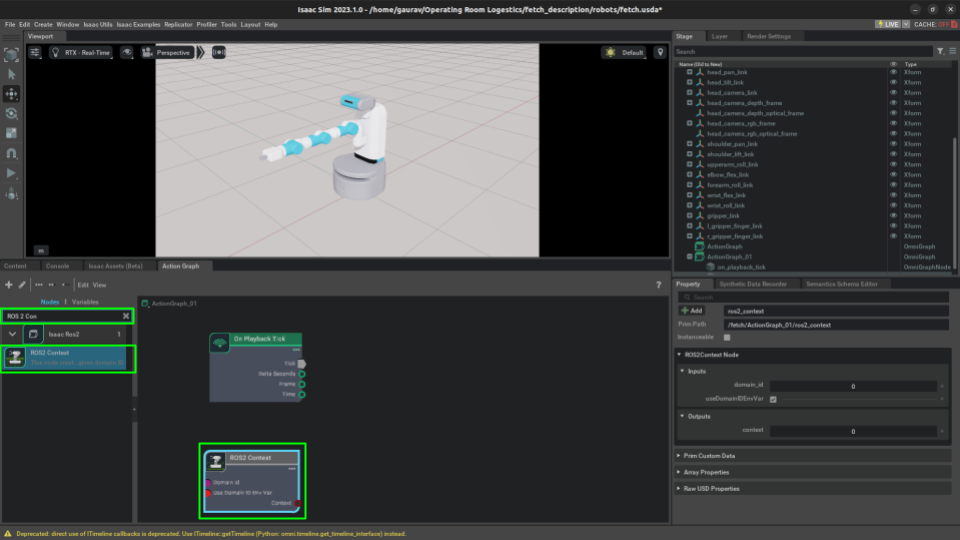 Isaac Sim 2023.1.0 - /home/gaurav/Operating Room Logestics/fetch_description/robots/fetch.usda*
File Edit Create Window Isaac Utils Isaac Examples Replicator Profiler Tools Layout Help
LIVE
CACHE: OFF
Viewport
RTX - Real-Time
Perspective
Default
m
Stage Layer Render Settings
Search
Name (Old to New) Type
head_pan_link Xform
head_tilt_link Xform
head_camera_link Xform
head_camera_depth_frame Xform
head_camera_depth_optical_frame Xform
head_camera_rgb_frame Xform
head_camera_rgb_optical_frame Xform
shoulder_pan_link Xform
shoulder_lift_link Xform
upperarm_roll_link Xform
elbow_flex_link Xform
forearm_roll_link Xform
wrist_flex_link Xform
wrist_roll_link Xform
gripper_link Xform
l_gripper_finger_link Xform
r_gripper_finger_link Xform
ActionGraph OmniGraph
ActionGraph_01 OmniGraph
on_playback_tick OmniGraphNode
Content Console Isaac Assets (Beta) Action Graph
Edit View
?
Nodes | Variables
ROS 2 Con
Isaac Ros2 1
ROS2 Context
ActionGraph_01
On Playback Tick
Tick
Delta Seconds
Frame
Time
ROS2 Context
Domain Id
Use Domain ID Env Var
Context
Property Synthetic Data Recorder Semantics Schema Editor
Search
Add ros2_context
Prim Path /fetch/ActionGraph_01/ros2_context
Instanceable
ROS2Context Node
Inputs
domain_id 0
useDomainIDEnvVar
Outputs
context 0
Prim Custom Data
Array Properties
Raw USD Properties
Deprecated: direct use of ITimeline callbacks is deprecated. Use ITimeline::getTimeline (Python: omni.timeline.get_timeline_interface) instead.